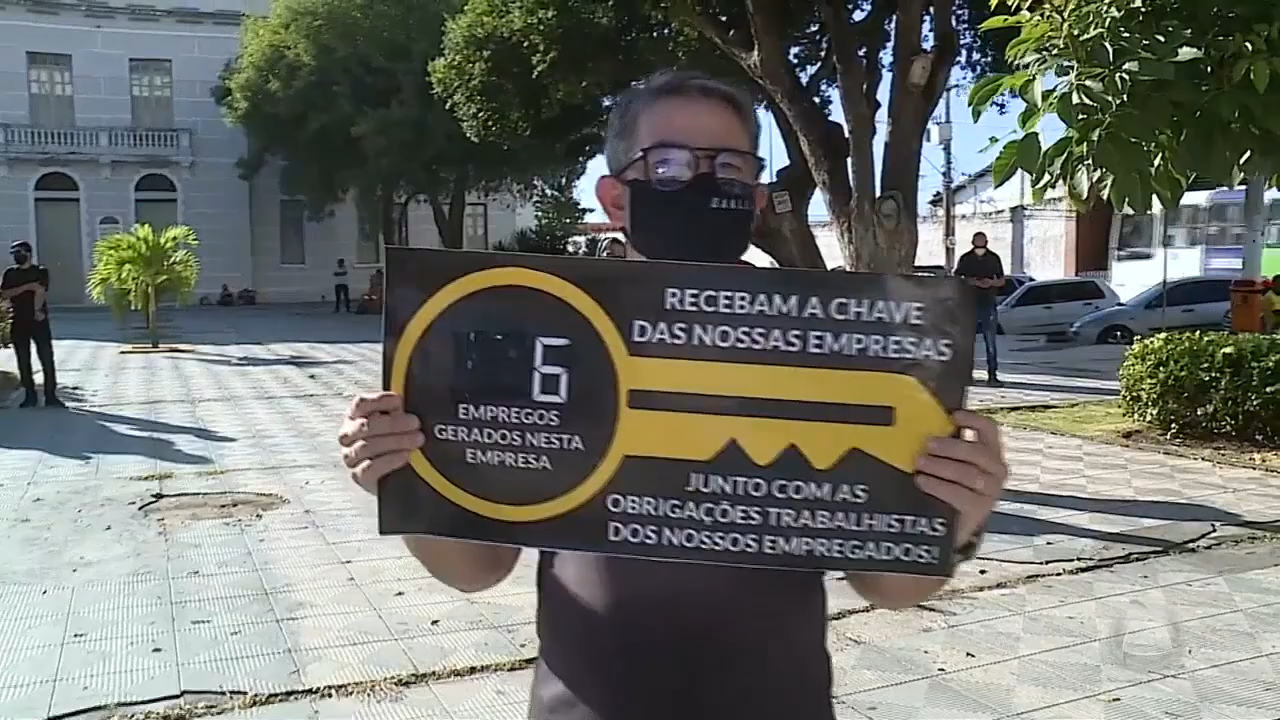 RECEBAM A CHAVE
DAS NOSSAS EMPRESAS
6
EMPREGOS
GERADOS NESTA
EMPRESA
JUNTO COM AS
OBRIGAÇÕES TRABALHISTAS
DOS NOSSOS EMPREGADOS!